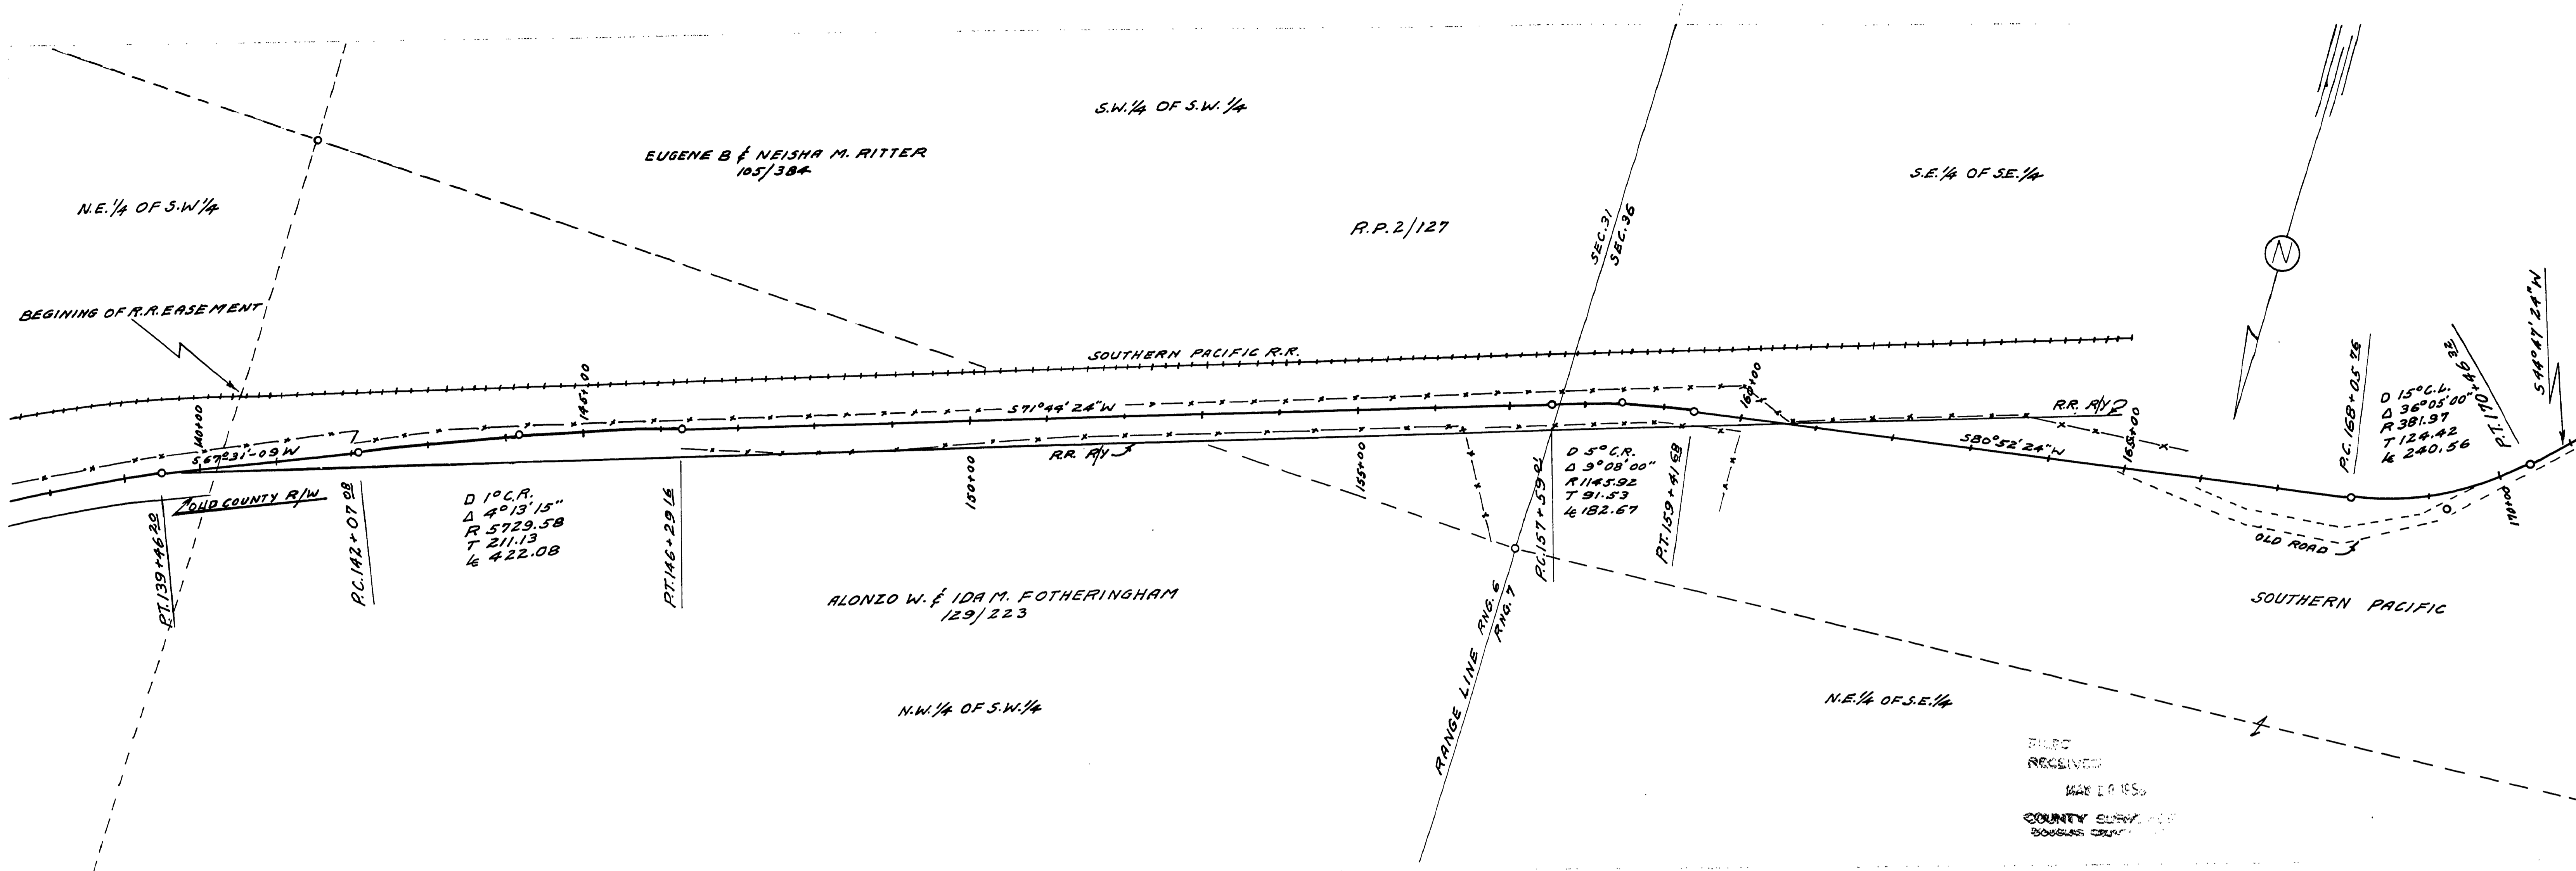 S.W.¼ OF S.W.¼
EUGENE B & NEISHA M. RITTER
105/384
N.E.¼ OF S.W¼
S.E.¼ OF S.E.¼
R.P.2/127
SEC.31
SEC.36
N
BEGINING OF R.R.EASEMENT
SOUTHERN PACIFIC R.R.
140+00
145+00
150+00
155+00
160+00
165+00
170+00
S67°31'-09W
S71°44'24"W
S80°52'24"W
S44°47'24"W
R.R. R/Y
R.R. R/Y
OLD COUNTY R/W
P.T.139+46 20
P.C.142+07 08
D 1°C.R.
Δ 4°13'15"
R 5729.58
T 211.13
Lc 422.08
P.T.146+29 16
P.C.157+59 01
D 5°C.R.
Δ 9°08'00"
R 1145.92
T 91.53
Lc 182.67
P.T.159+41 68
P.C.168+05 76
D 15°C.L.
Δ 36°05'00"
R 381.97
T 124.42
Lc 240.56
P.T.170+46 32
OLD ROAD
SOUTHERN PACIFIC
ALONZO W. & IDA M. FOTHERINGHAM
129/223
RANGE LINE
RNG.6
RNG.7
N.W.¼ OF S.W.¼
N.E.¼ OF S.E.¼
RECEIVED
MAY
COUNTY
DOUGLAS